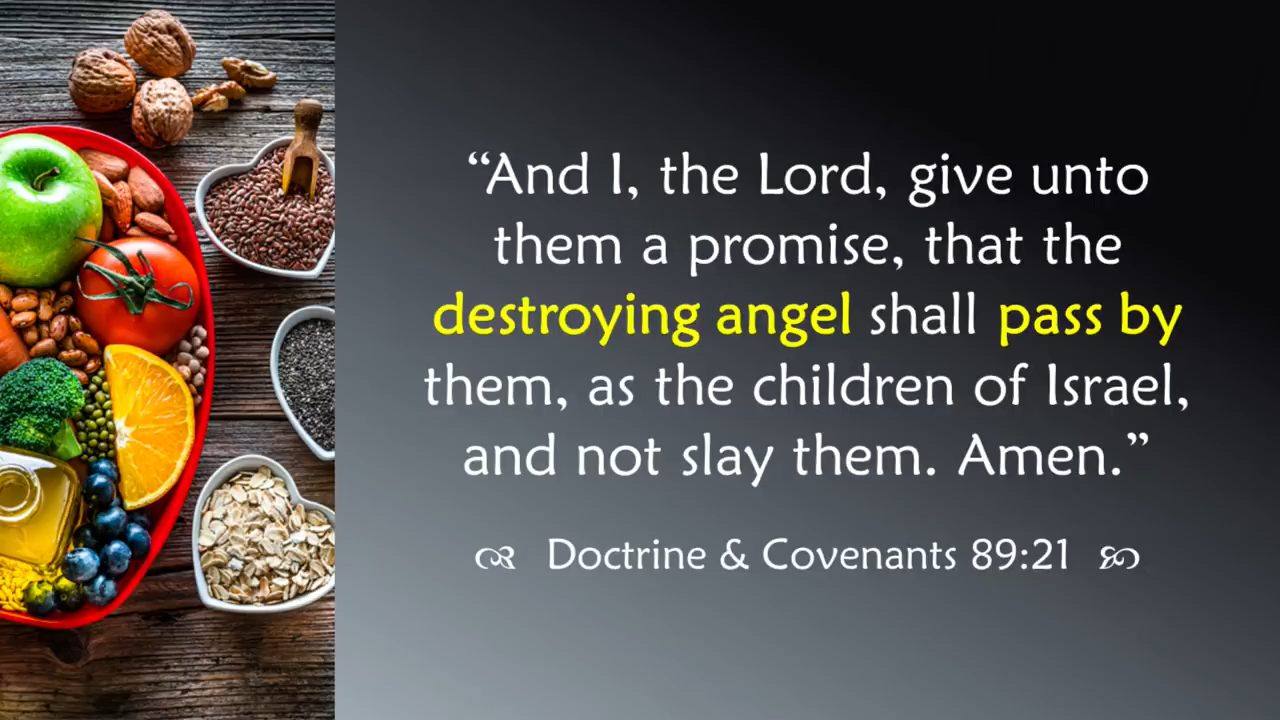 “And I, the Lord, give unto
them a promise, that the
destroying angel shall pass by
them, as the children of Israel,
and not slay them. Amen.”
Doctrine & Covenants 89:21